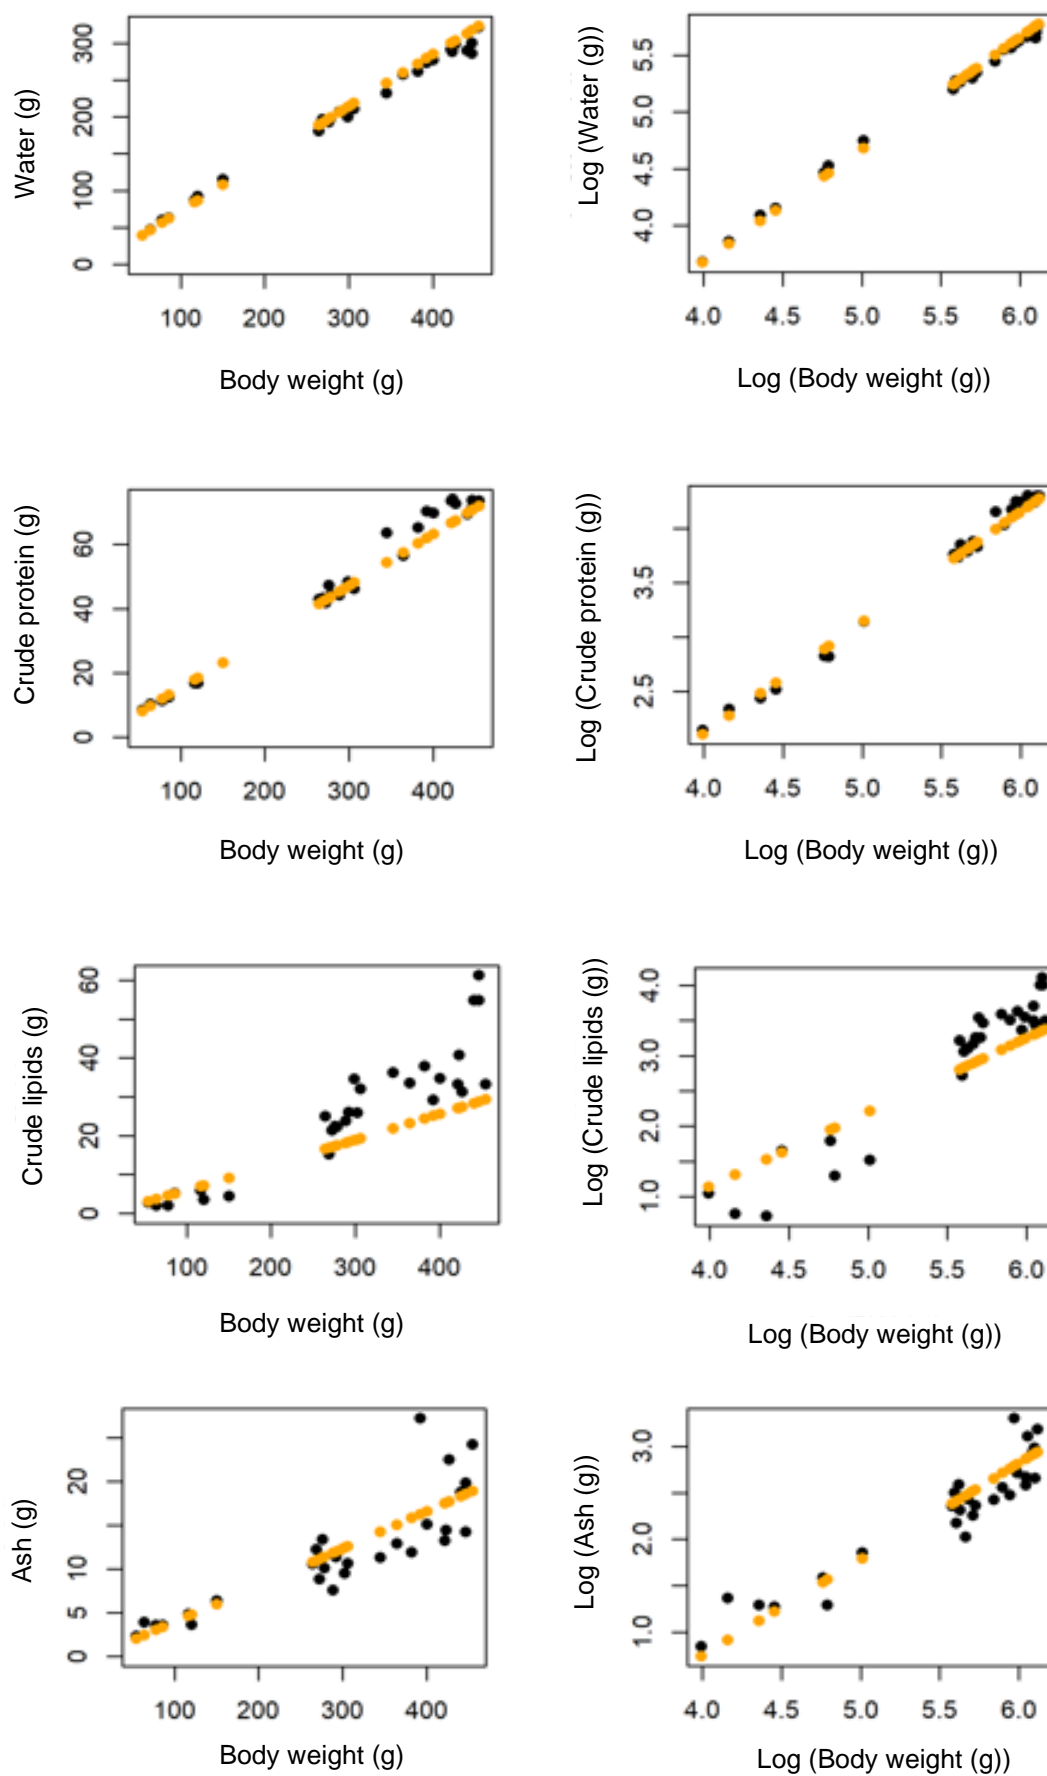 Water (g)
300
200
100
0
100 200 300 400
Body weight (g)
Log (Water (g))
5.5
5.0
4.5
4.0
4.0 4.5 5.0 5.5 6.0
Log (Body weight (g))
Crude protein (g)
60
40
20
0
100 200 300 400
Body weight (g)
Log (Crude protein (g))
3.5
2.5
4.0 4.5 5.0 5.5 6.0
Log (Body weight (g))
Crude lipids (g)
60
40
20
0
100 200 300 400
Body weight (g)
Log (Crude lipids (g))
4.0
3.0
2.0
1.0
4.0 4.5 5.0 5.5 6.0
Log (Body weight (g))
Ash (g)
20
10
5
0
100 200 300 400
Body weight (g)
Log (Ash (g))
3.0
2.0
1.0
4.0 4.5 5.0 5.5 6.0
Log (Body weight (g))